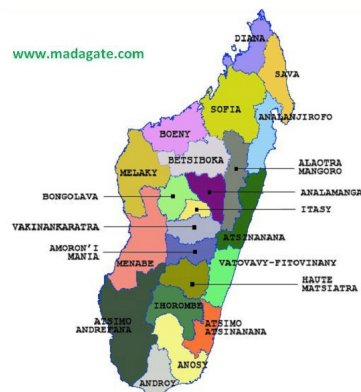 www.madagate.com
DIANA
SAVA
SOFIA
ANALANJIROFO
BOENY
BETSIBOKA
ALAOTRA
MANGORO
MELAKY
BONGOLAVA
ANALAMANGA
ITASY
VAKINANKARATRA
ATSINANANA
AMORON'I
MANIA
MENABE
VATOVAVY-FITOVINANY
HAUTE
MATSIATRA
IHOROMBE
ATSIMO
ANDREFANA
ATSIMO
ATSINANANA
ANOSY
ANDROY